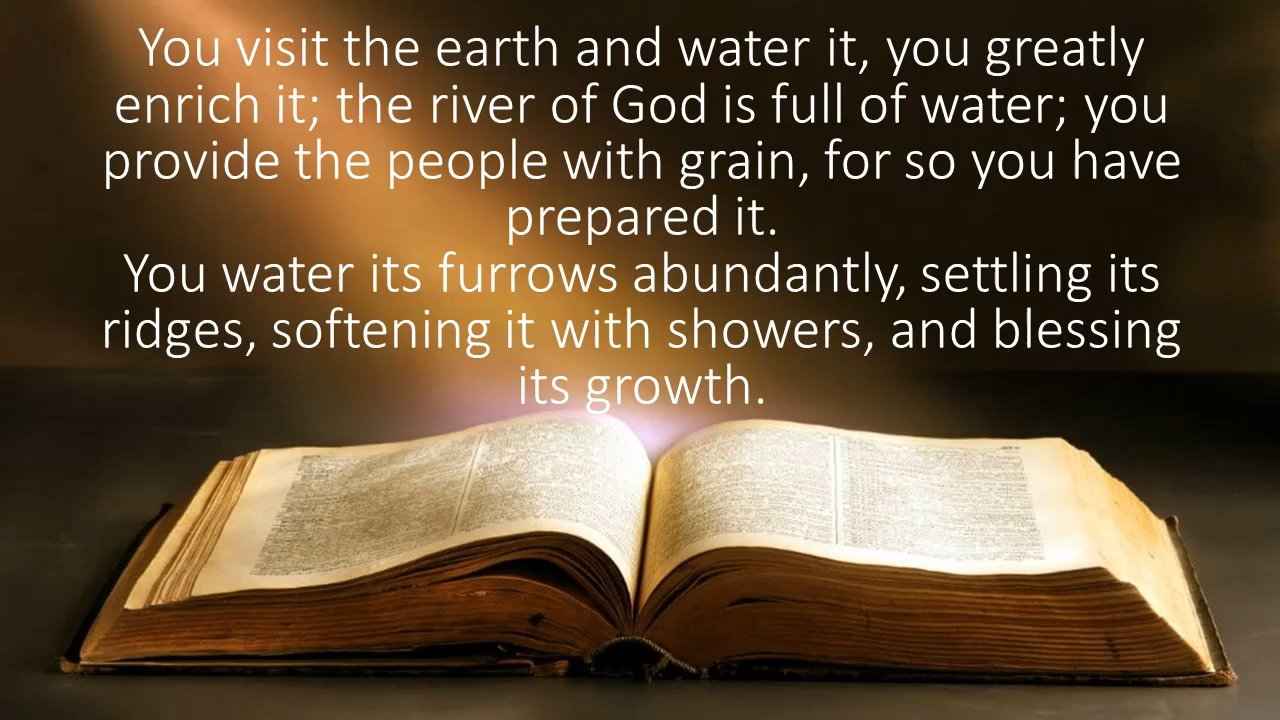 You visit the earth and water it, you greatly
enrich it; the river of God is full of water; you
provide the people with grain, for so you have
prepared it.
You water its furrows abundantly, settling its
ridges, softening it with showers, and blessing
its growth.